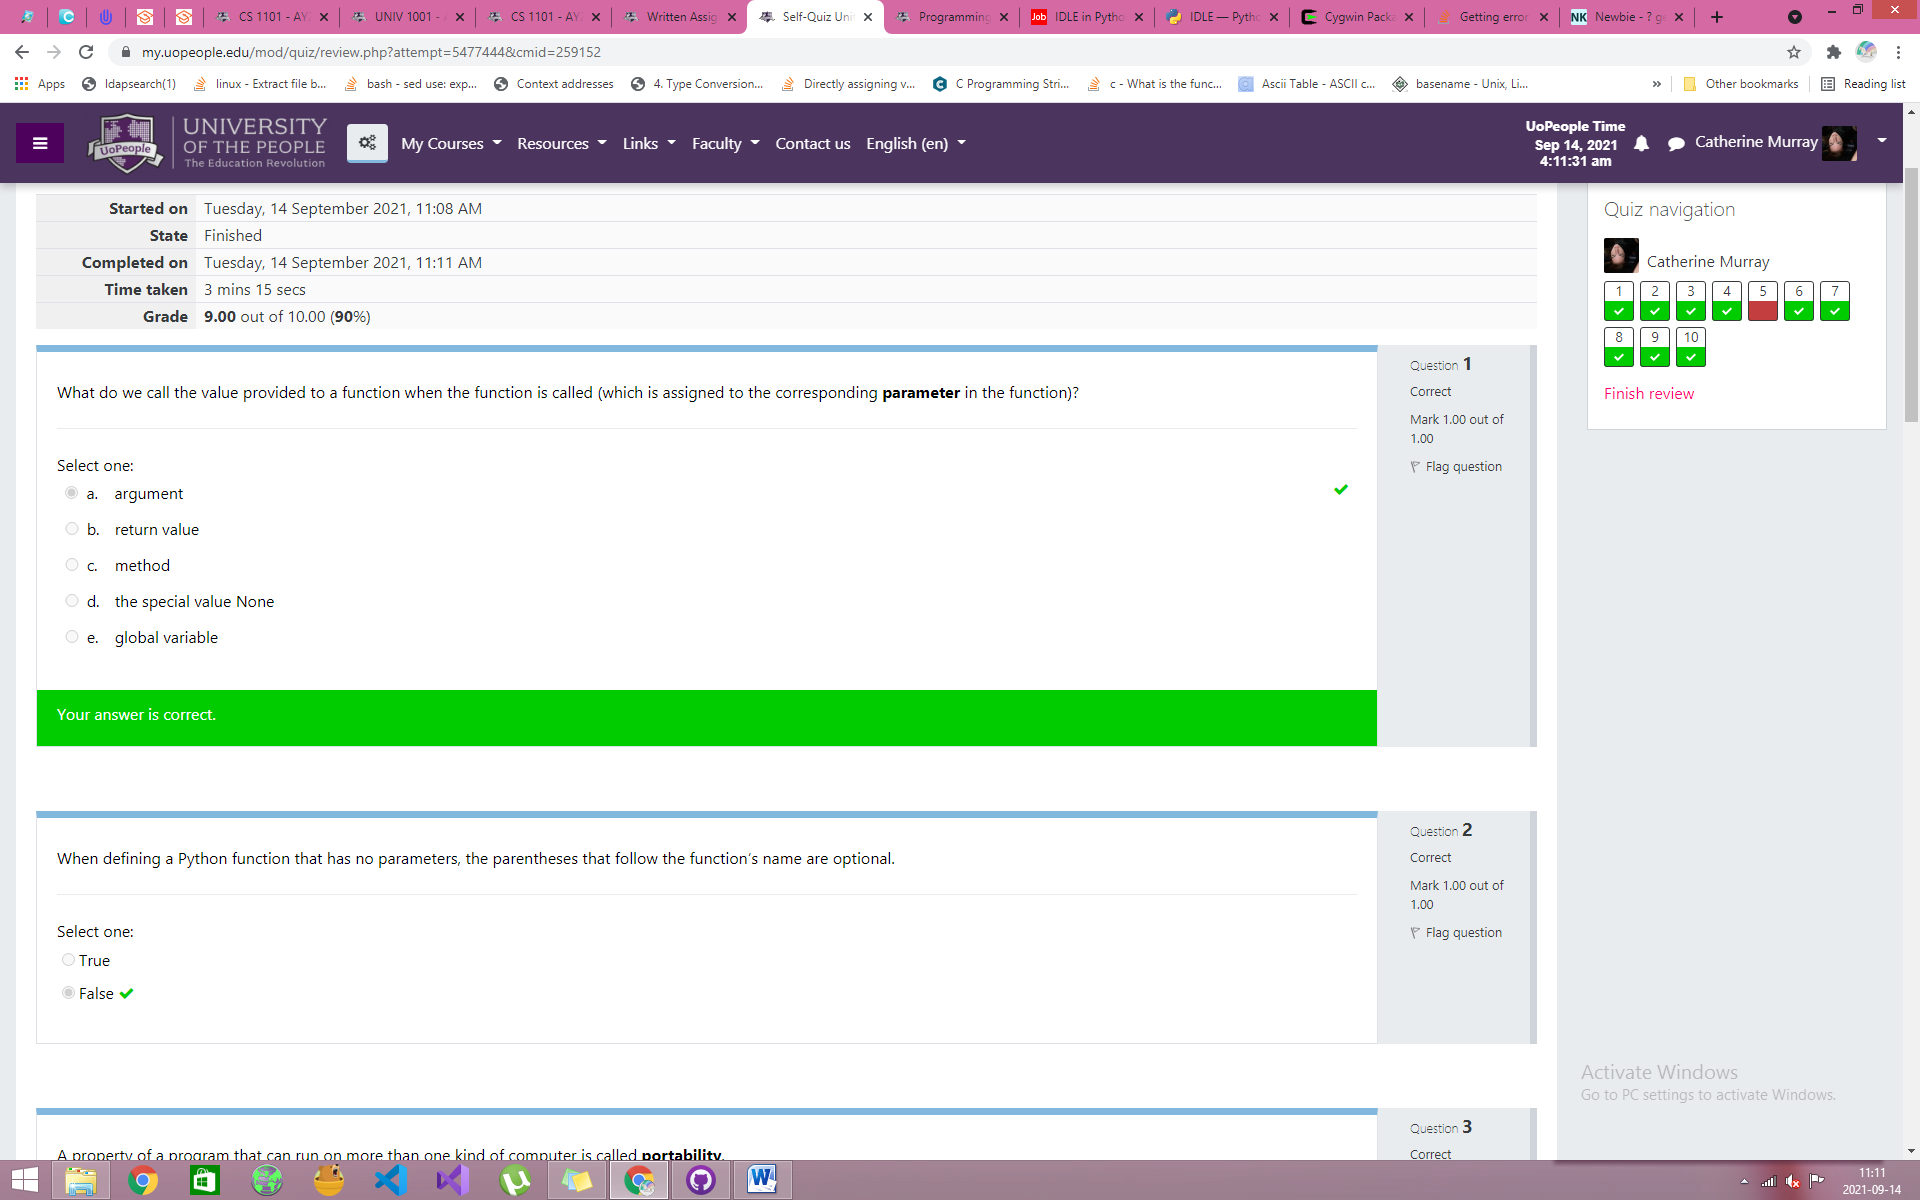 CS 1101 - AY
UNIV 1001 -
CS 1101 - AY
Written Assig
Self-Quiz Uni
Programming
Job
IDLE in Pytho
IDLE — Pytho
Cygwin Packa
Getting error
NK
Newbie - ? ge
my.uopeople.edu/mod/quiz/review.php?attempt=5477444&cmid=259152
Apps
ldapsearch(1)
linux - Extract file b...
bash - sed use: exp...
Context addresses
4. Type Conversion...
Directly assigning v...
C Programming Stri...
c - What is the func...
Ascii Table - ASCII c...
basename - Unix, Li...
»
Other bookmarks
Reading list
UoPeople
UNIVERSITY
OF THE PEOPLE
The Education Revolution
My Courses
Resources
Links
Faculty
Contact us
English (en)
UoPeople Time
Sep 14, 2021
4:11:31 am
Catherine Murray
Started on Tuesday, 14 September 2021, 11:08 AM
State Finished
Completed on Tuesday, 14 September 2021, 11:11 AM
Time taken 3 mins 15 secs
Grade 9.00 out of 10.00 (90%)
Quiz navigation
Catherine Murray
1 2 3 4 5 6 7
8 9 10
Finish review
What do we call the value provided to a function when the function is called (which is assigned to the corresponding parameter in the function)?
Select one:
a. argument
b. return value
c. method
d. the special value None
e. global variable
Your answer is correct.
Question 1
Correct
Mark 1.00 out of
1.00
Flag question
When defining a Python function that has no parameters, the parentheses that follow the function's name are optional.
Select one:
True
False
Question 2
Correct
Mark 1.00 out of
1.00
Flag question
A property of a program that can run on more than one kind of computer is called portability.
Question 3
Correct
Activate Windows
Go to PC settings to activate Windows.
11:11
2021-09-14